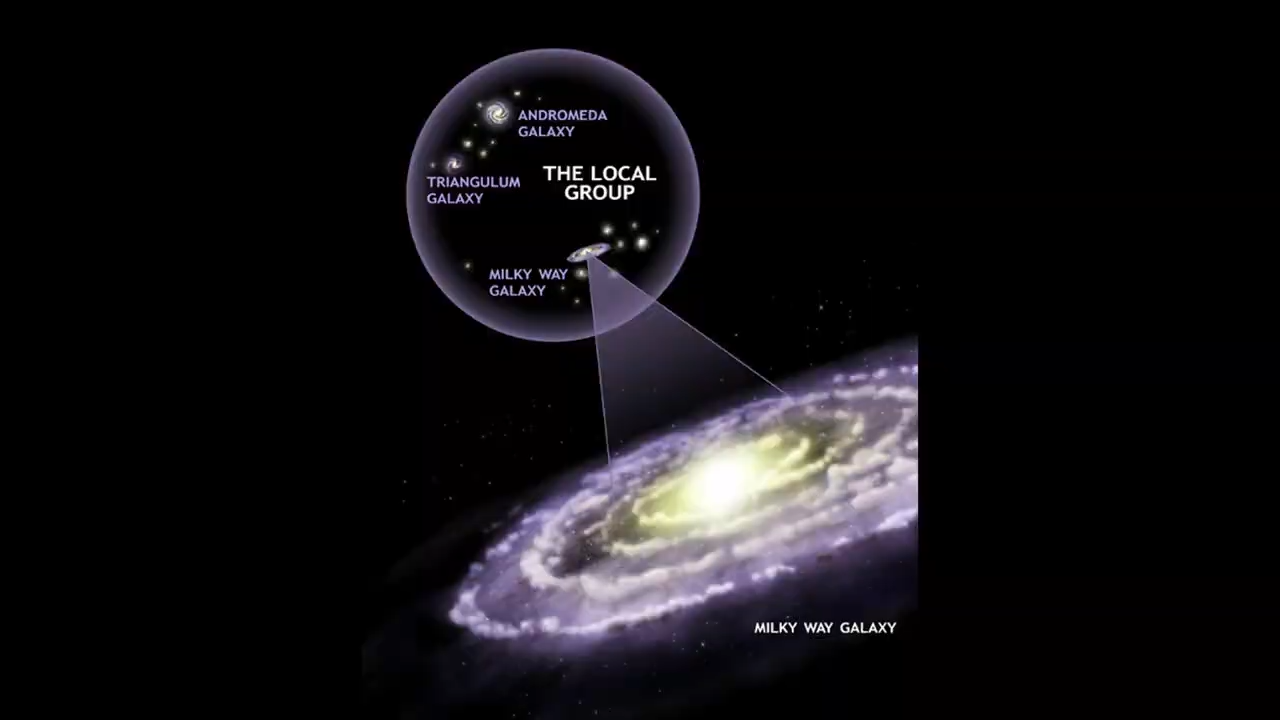 ANDROMEDA
GALAXY
THE LOCAL
GROUP
TRIANGULUM
GALAXY
MILKY WAY
GALAXY
MILKY WAY GALAXY